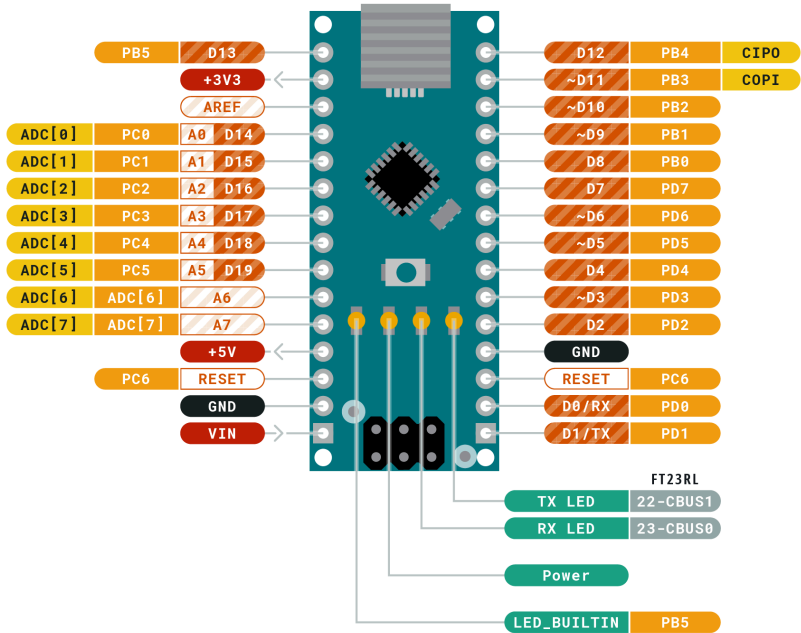 PB5 D13 D12 PB4 CIPO
+3V3 ~D11 PB3 COPI
AREF ~D10 PB2
ADC[0] PC0 A0 D14 ~D9 PB1
ADC[1] PC1 A1 D15 D8 PB0
ADC[2] PC2 A2 D16 D7 PD7
ADC[3] PC3 A3 D17 ~D6 PD6
ADC[4] PC4 A4 D18 ~D5 PD5
ADC[5] PC5 A5 D19 D4 PD4
ADC[6] ADC[6] A6 ~D3 PD3
ADC[7] ADC[7] A7 D2 PD2
+5V GND
PC6 RESET RESET PC6
GND D0/RX PD0
VIN D1/TX PD1
FT23RL
TX LED 22-CBUS1
RX LED 23-CBUS0
Power
LED_BUILTIN PB5